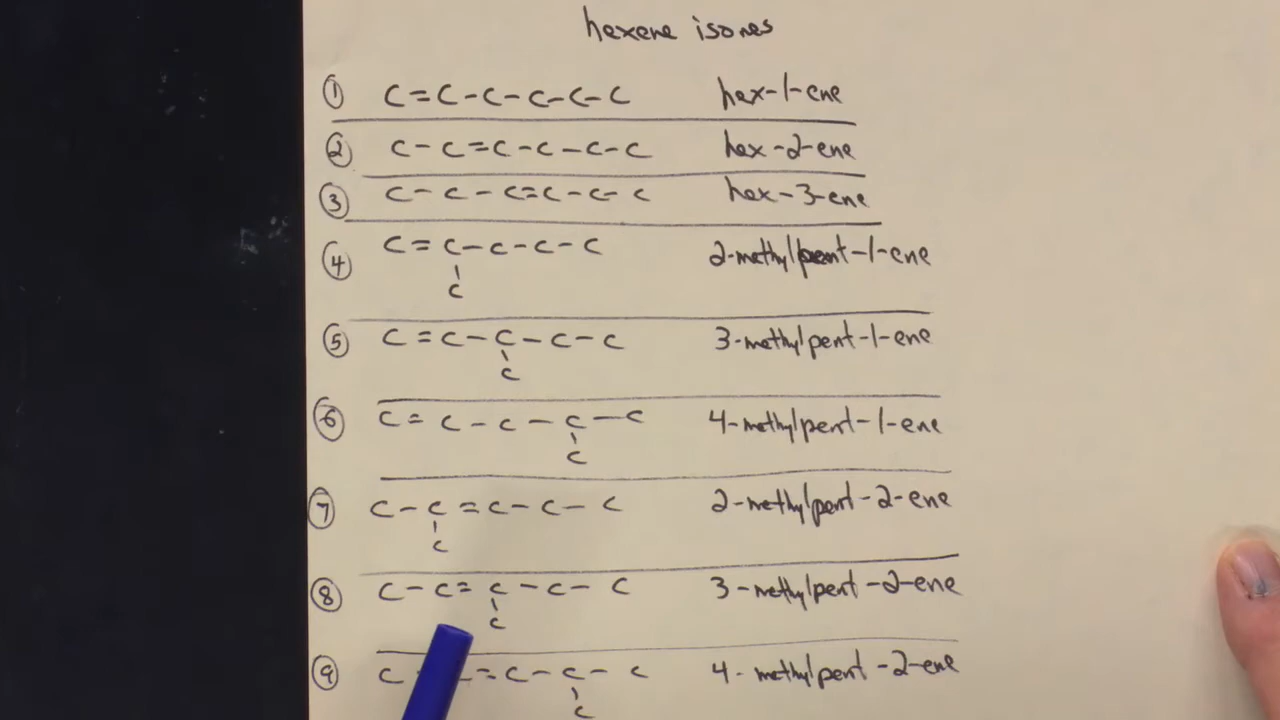 hexene isomes
① C=C-C-C-C-C hex-1-ene
② C-C=C-C-C-C hex-2-ene
③ C-C-C=C-C-C hex-3-ene
④ C=C-C-C-C 2-methylpent-1-ene
C
⑤ C=C-C-C-C 3-methylpent-1-ene
C
⑥ C=C-C-C-C 4-methylpent-1-ene
C
⑦ C-C=C-C-C 2-methylpent-2-ene
C
⑧ C-C=C-C-C 3-methylpent-2-ene
C
⑨ C-C=C-C-C 4-methylpent-2-ene
C